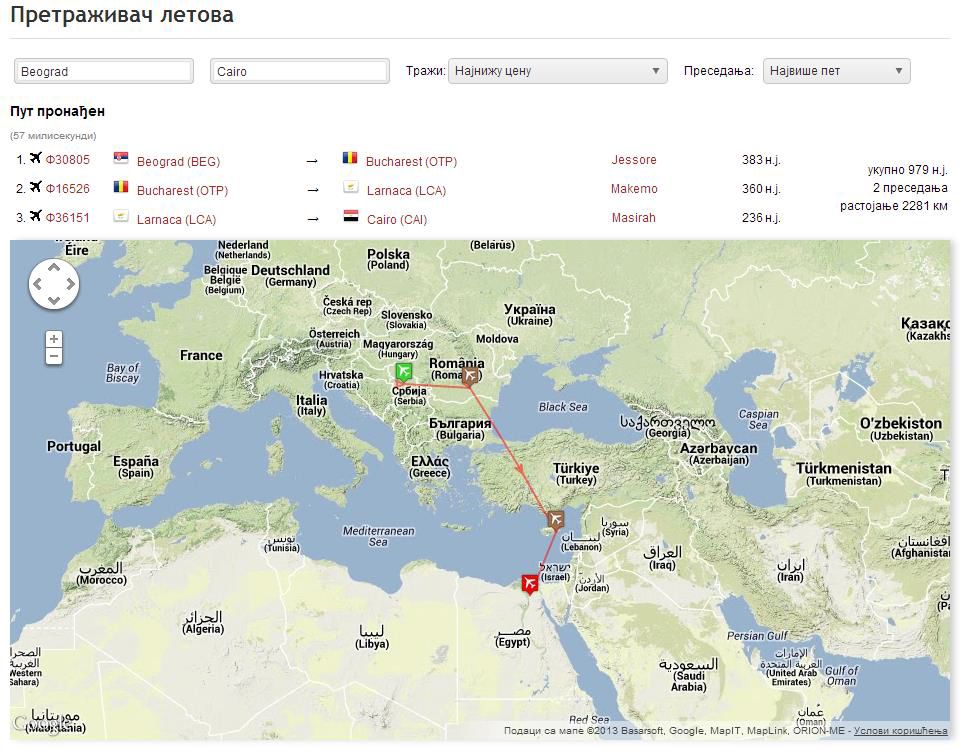 Претраживач летова
Beograd Cairo Тражи: Најнижу цену Преседања: Највише пет
Пут пронађен
(57 милисекунди)
1. Ф30805 Beograd (BEG) → Bucharest (OTP) Jessore 383 н.ј.
2. Ф16526 Bucharest (OTP) → Larnaca (LCA) Makemo 360 н.ј.
3. Ф36151 Larnaca (LCA) → Cairo (CAI) Masirah 236 н.ј.
укупно 979 н.ј.
2 преседања
растојање 2281 км
Ireland
Éire
Nederland
(Netherlands)
(Belarus)
Polska
(Poland)
Belgique
België
(Belgium)
Deutschland
(Germany)
Česká rep
(Czech Rep)
Slovensko
(Slovakia)
Україна
(Ukraine)
Österreich
(Austria)
Magyarország
(Hungary)
Moldova
France
Bay of
Biscay
Hrvatska
(Croatia)
România
Србија
(Serbia)
Italia
(Italy)
България
(Bulgaria)
Black Sea
საქართველო
(Georgia)
Caspian
Sea
O'zbekiston
(Uzbekistan)
Portugal
España
(Spain)
Ελλάς
(Greece)
Türkiye
(Turkey)
Azərbaycan
(Azerbaijan)
Türkmenistan
(Turkmenistan)
Mediterranean
Sea
تونس
(Tunisia)
سوريا
(Syria)
لبنان
(Lebanon)
العراق
(Iraq)
ایران
(Iran)
افغانستان
(Afghanistan
المغرب
(Morocco)
ישראל
(Israel)
الأردن
(Jordan)
الجزائر
(Algeria)
ليبيا
(Libya)
مصر
(Egypt)
Persian Gulf
الصحراء
الغربية
Western
Sahara)
السعودية
(Saudi
Arabia)
الإمارات
العربية المتحدة
(United Arab
Emirates)
Gulf of
Oman
موريتانيا
(Mauritania)
عمان
(Oman)
Red Sea
Google
Подаци са мапе ©2013 Basarsoft, Google, MapIT, MapLink, ORION-ME - Услови коришћења